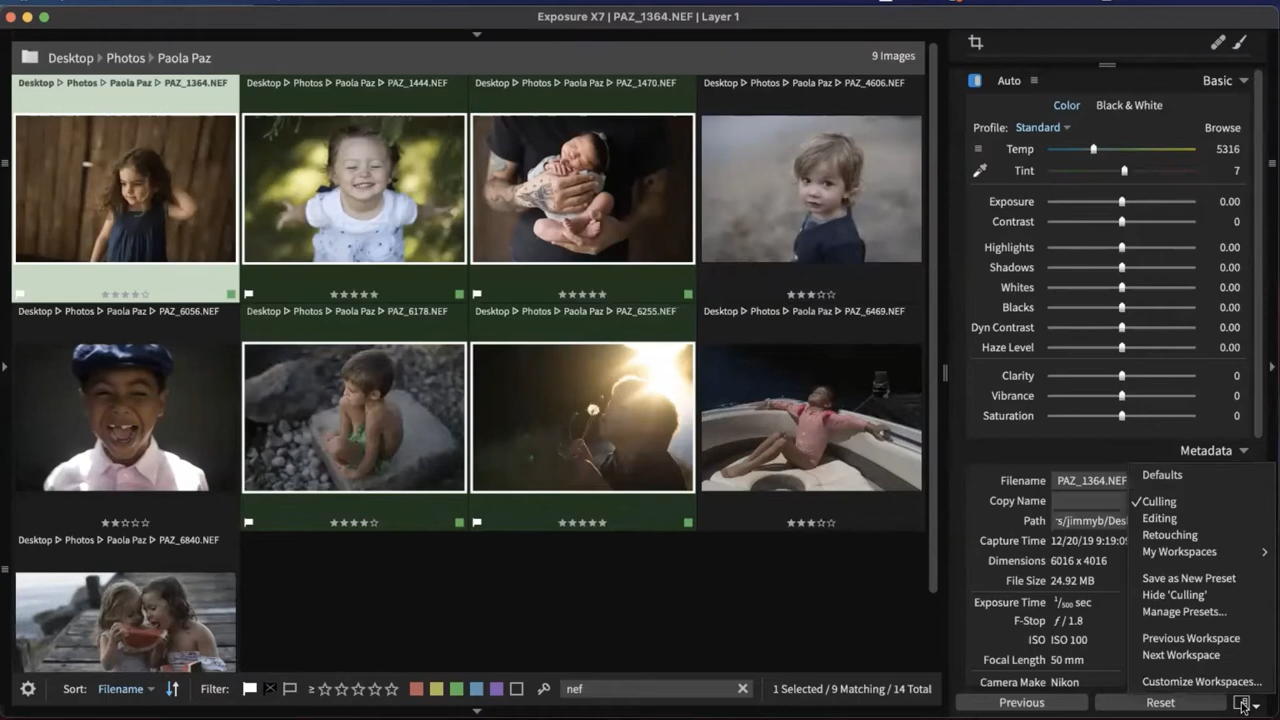 Exposure X7 | PAZ_1364.NEF | Layer 1
Desktop Photos Paola Paz
9 Images
Desktop Photos Paola Paz PAZ_1364.NEF
Desktop Photos Paola Paz PAZ_1444.NEF
Desktop Photos Paola Paz PAZ_1470.NEF
Desktop Photos Paola Paz PAZ_4606.NEF
Desktop Photos Paola Paz PAZ_6056.NEF
Desktop Photos Paola Paz PAZ_6178.NEF
Desktop Photos Paola Paz PAZ_6255.NEF
Desktop Photos Paola Paz PAZ_6469.NEF
Desktop Photos Paola Paz PAZ_6840.NEF
Sort: Filename
Filter:
≥
nef
1 Selected / 9 Matching / 14 Total
Auto
Basic
Color Black & White
Profile: Standard Browse
Temp 5316
Tint 7
Exposure 0.00
Contrast 0
Highlights 0.00
Shadows 0.00
Whites 0.00
Blacks 0.00
Dyn Contrast 0.00
Haze Level 0.00
Clarity 0
Vibrance 0
Saturation 0
Metadata
Filename PAZ_1364.NEF
Copy Name
Path s/jimmyb/Des
Capture Time 12/20/19 9:19:09
Dimensions 6016 x 4016
File Size 24.92 MB
Exposure Time 1/500 sec
F-Stop ƒ / 1.8
ISO ISO 100
Focal Length 50 mm
Camera Make Nikon
Defaults
✓Culling
Editing
Retouching
My Workspaces
Save as New Preset
Hide 'Culling'
Manage Presets...
Previous Workspace
Next Workspace
Customize Workspaces...
Previous
Reset